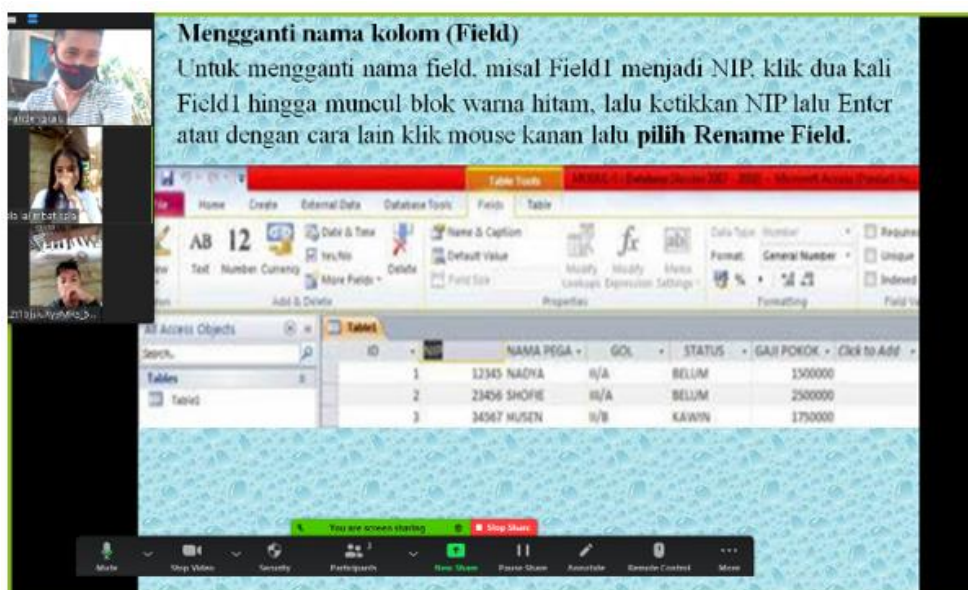 Mengganti nama kolom (Field)
Untuk mengganti nama field, misal Field1 menjadi NIP, klik dua kali
Field1 hingga muncul blok warna hitam, lalu ketikkan NIP lalu Enter
atau dengan cara lain klik mouse kanan lalu pilih Rename Field.
Table Tools
Home Create External Data Database Tools Fields Table
AB 12 Date & Time Name & Caption fx ab| Data Type: Number Required
Yes/No Default Value Format: General Number Unique
Text Number Currency More Fields Delete Field Size Modify Lookups Modify Expression Memo Settings % Indexed
Add & Delete Properties Formatting
All Access Objects Table1
Search.. ID NIP NAMA PEGA GOL STATUS GAJI POKOK Click to Add
Tables 1 12345 NADYA II/A BELUM 1500000
Table1 2 23456 SHOFIE III/A BELUM 2500000
3 34567 HUSEN II/B KAWIN 1750000
You are screen sharing Stop Share
Mute Stop Video Security Participants New Share Pause Share Annotate Remote Control More